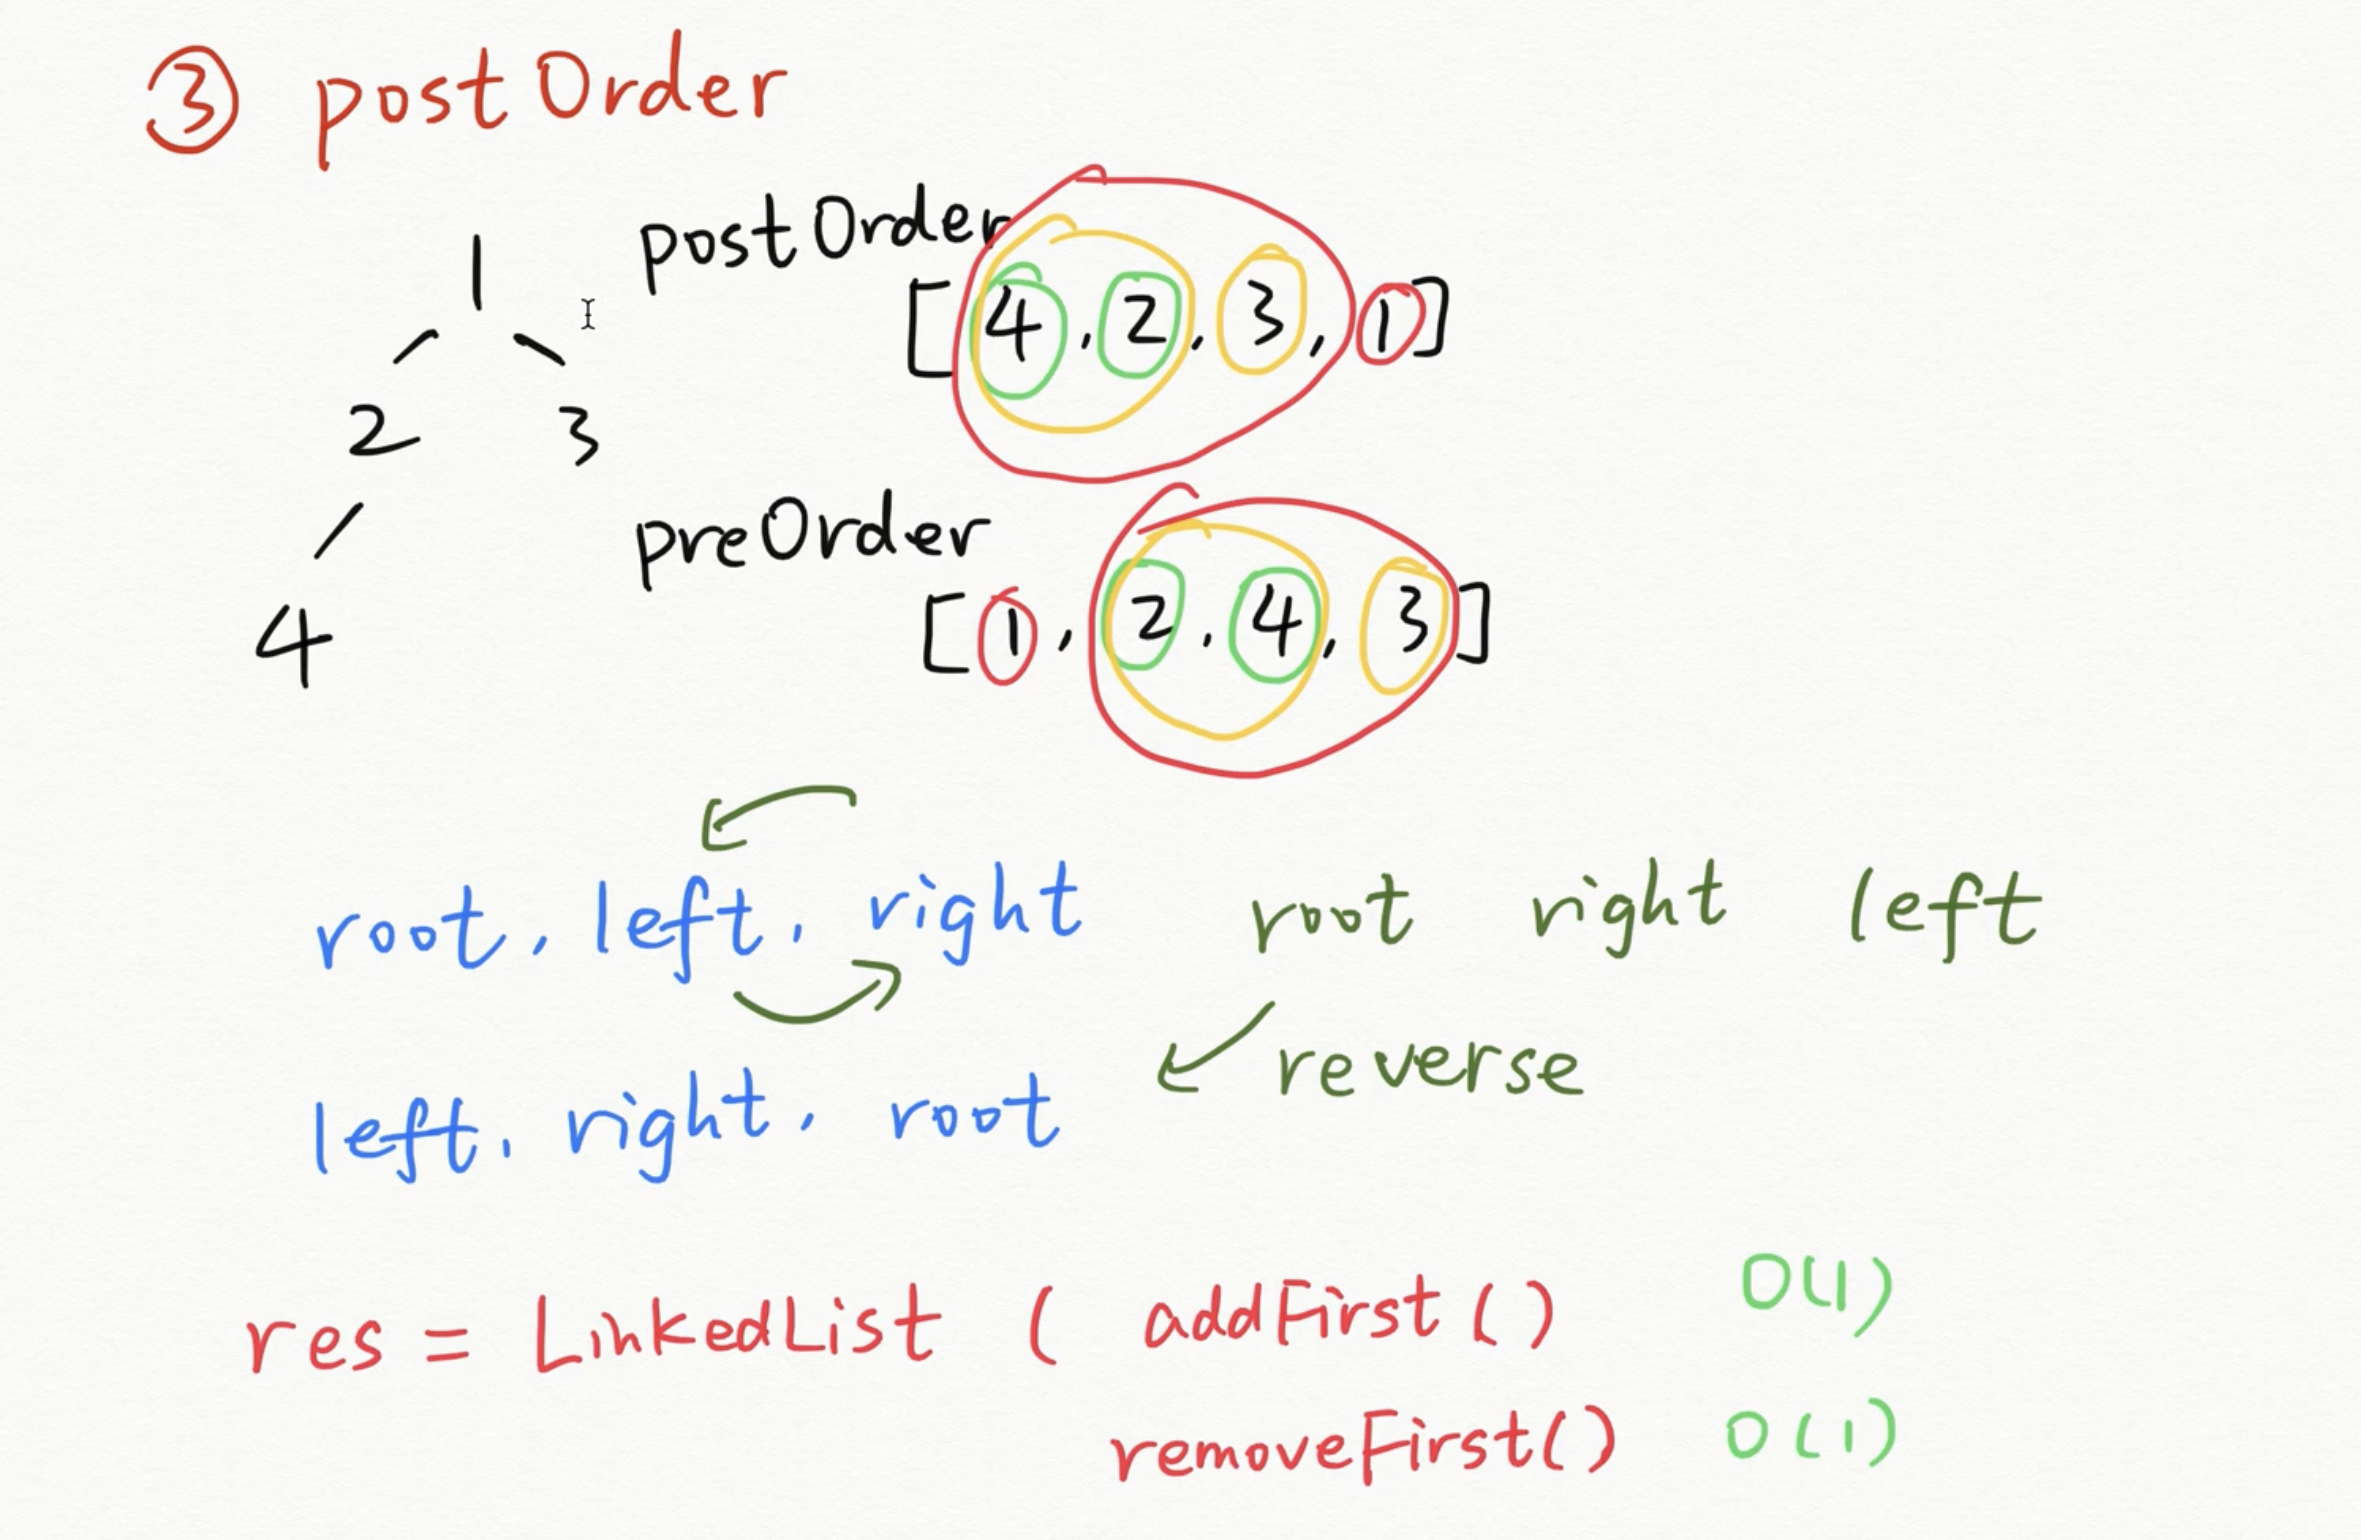 ③ postOrder
postOrder
[4, 2, 3, 1]
1
2 3
4
preOrder
[1, 2, 4, 3]
root, left, right
root right left
reverse
left, right, root
res = LinkedList ( addFirst() O(1)
removeFirst() O(1)